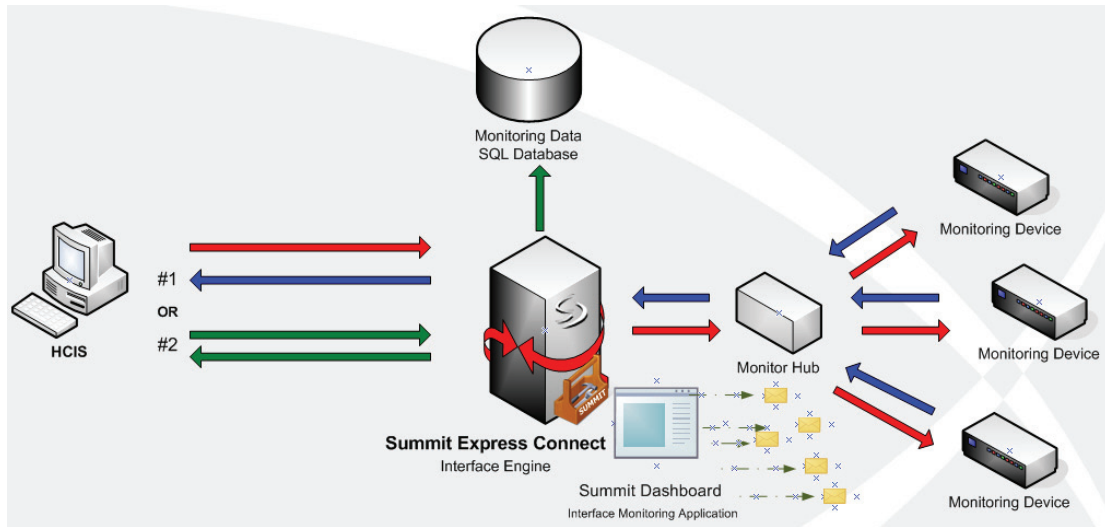 Monitoring Data
SQL Database
Monitoring Device
#1
OR
#2
HCIS
Monitor Hub
Monitoring Device
SUMMIT
Summit Express Connect
Interface Engine
Summit Dashboard
Interface Monitoring Application
Monitoring Device